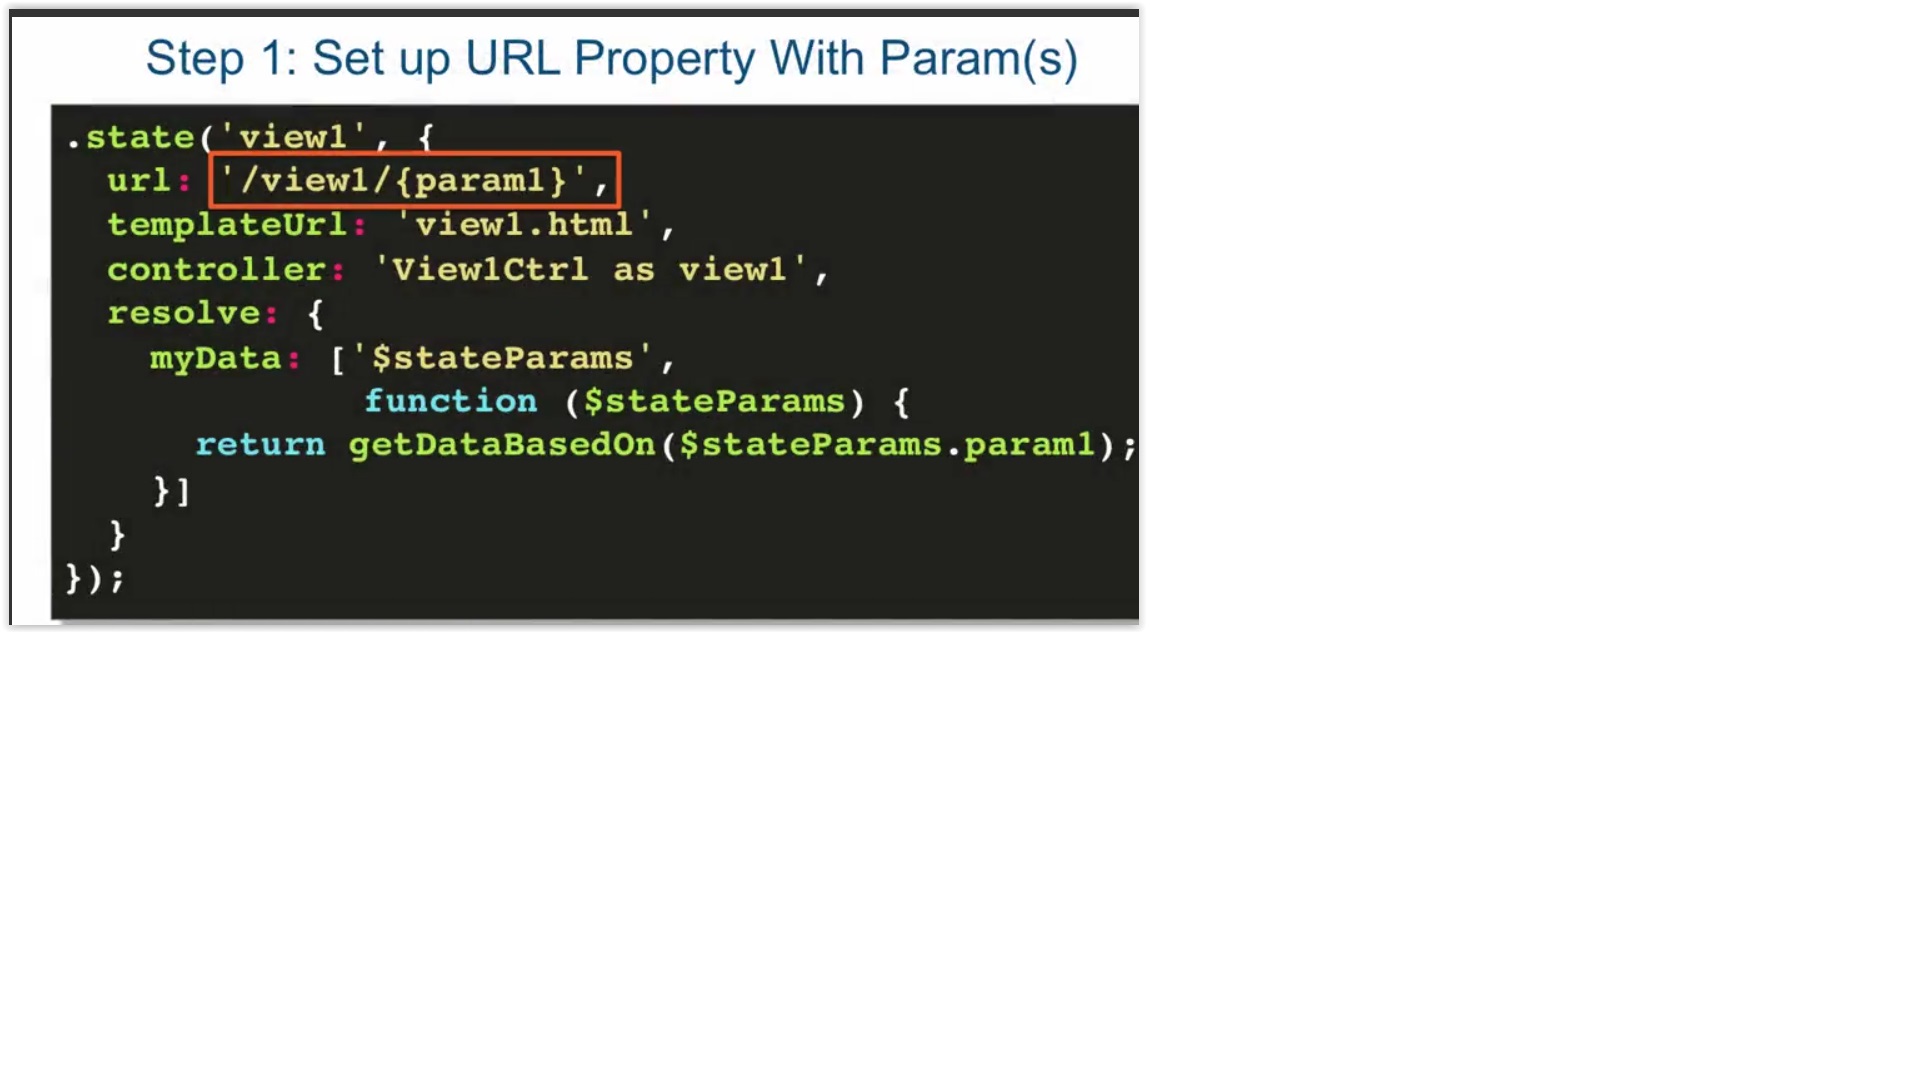 Step 1: Set up URL Property With Param(s)
.state('view1', {
  url: '/view1/{param1}',
  templateUrl: 'view1.html',
  controller: 'View1Ctrl as view1',
  resolve: {
    myData: ['$stateParams',
              function ($stateParams) {
      return getDataBasedOn($stateParams.param1);
    }]
  }
});